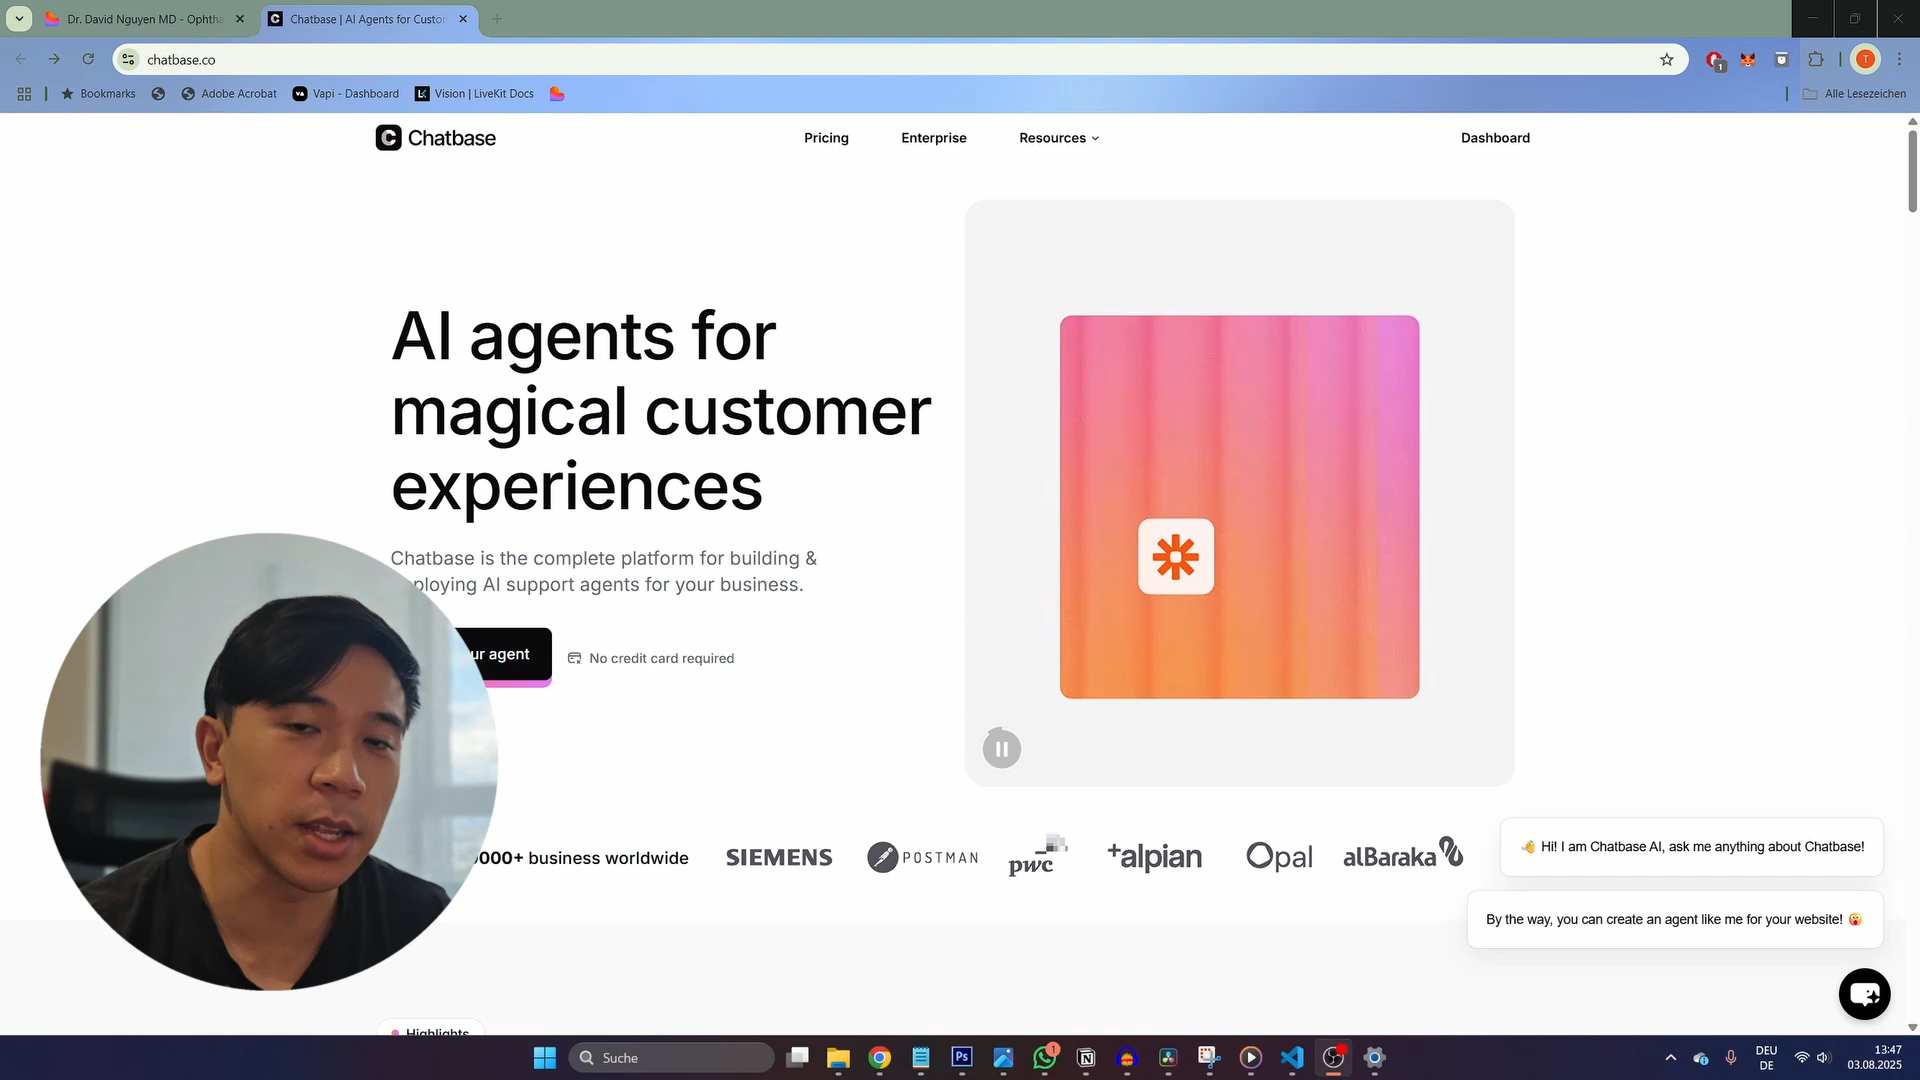 Dr. David Nguyen MD - Ophtha
Chatbase | AI Agents for Custo
chatbase.co
1
T
Bookmarks
Adobe Acrobat
Vapi - Dashboard
Vision | LiveKit Docs
Alle Lesezeichen
Chatbase
Pricing
Enterprise
Resources
Dashboard
AI agents for
magical customer
experiences
Chatbase is the complete platform for building &
ploying AI support agents for your business.
ur agent
No credit card required
000+ business worldwide
SIEMENS
POSTMAN
pwc
alpian
Opal
alBaraka
👋 Hi! I am Chatbase AI, ask me anything about Chatbase!
By the way, you can create an agent like me for your website! 🤯
Highlights
Suche
Ps
1
DEU
DE
13:47
03.08.2025